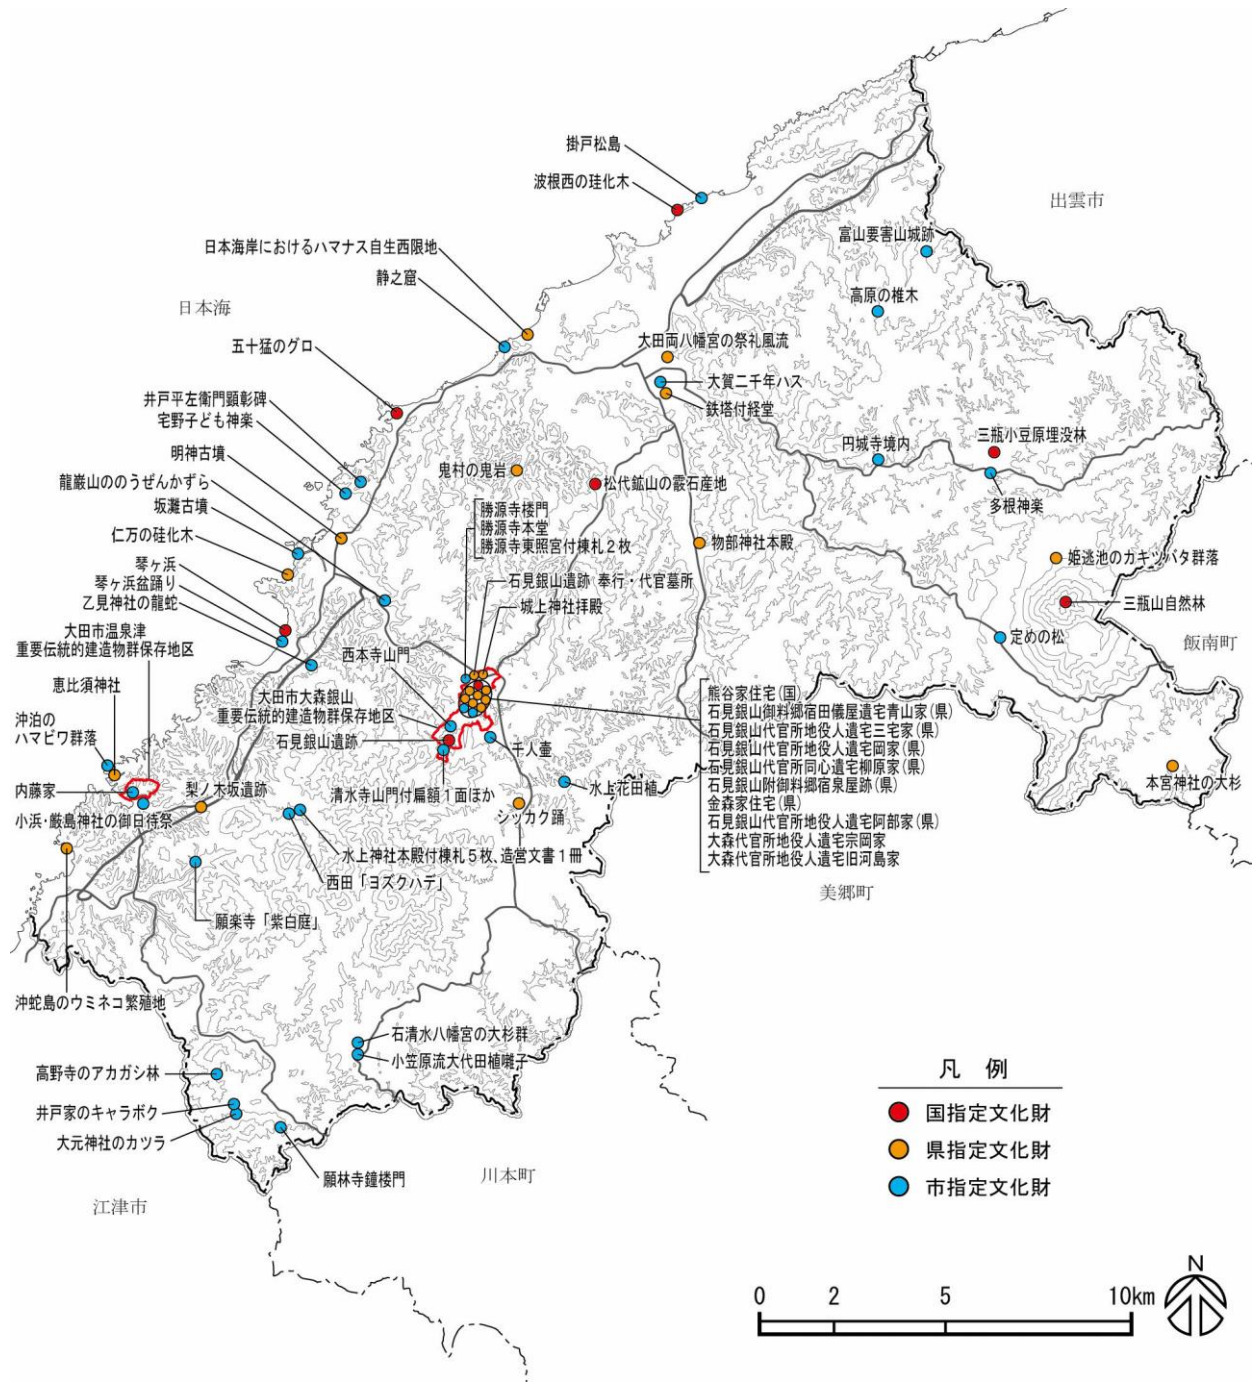 掛戸松島
波根西の珪化木
出雲市
富山要害山城跡
日本海岸におけるハマナス自生西限地
静之窟
高原の椎木
日本海
大田両八幡宮の祭礼風流
五十猛のグロ
大賀二千年ハス
鉄塔付経堂
井戸平左衛門顕彰碑
宅野子ども神楽
円城寺境内
三瓶小豆原埋没林
明神古墳
鬼村の鬼岩
松代鉱山の霰石産地
龍巌山ののうぜんかずら
多根神楽
坂灘古墳
勝源寺楼門
勝源寺本堂
勝源寺東照宮付棟札２枚
仁万の珪化木
物部神社本殿
姫逃池のカキツバタ群落
琴ヶ浜
琴ヶ浜盆踊り
乙見神社の龍蛇
石見銀山遺跡 奉行・代官墓所
城上神社拝殿
三瓶山自然林
大田市温泉津
重要伝統的建造物群保存地区
定めの松
飯南町
西本寺山門
恵比須神社
大田市大森銀山
重要伝統的建造物群保存地区
石見銀山遺跡
沖泊の
ハマビワ群落
千人壷
熊谷家住宅(国)
石見銀山御料郷宿田儀屋遺宅青山家(県)
石見銀山代官所地役人遺宅三宅家(県)
石見銀山代官所地役人遺宅岡家(県)
石見銀山代官所同心遺宅柳原家(県)
石見銀山附御料郷宿泉屋跡(県)
金森家住宅(県)
石見銀山代官所地役人遺宅阿部家(県)
大森代官所地役人遺宅宗岡家
大森代官所地役人遺宅旧河島家
本宮神社の大杉
内藤家
梨ノ木坂遺跡
清水寺山門付扁額１面ほか
水上花田植
小浜・厳島神社の御日待祭
シッカク踊
水上神社本殿付棟札５枚、造営文書１冊
西田「ヨズクハデ」
美郷町
願楽寺「紫白庭」
沖蛇島のウミネコ繁殖地
石清水八幡宮の大杉群
小笠原流大代田植囃子
高野寺のアカガシ林
井戸家のキャラボク
大元神社のカツラ
願林寺鐘楼門
川本町
江津市
凡 例
国指定文化財
県指定文化財
市指定文化財
N
0 2 5 10km